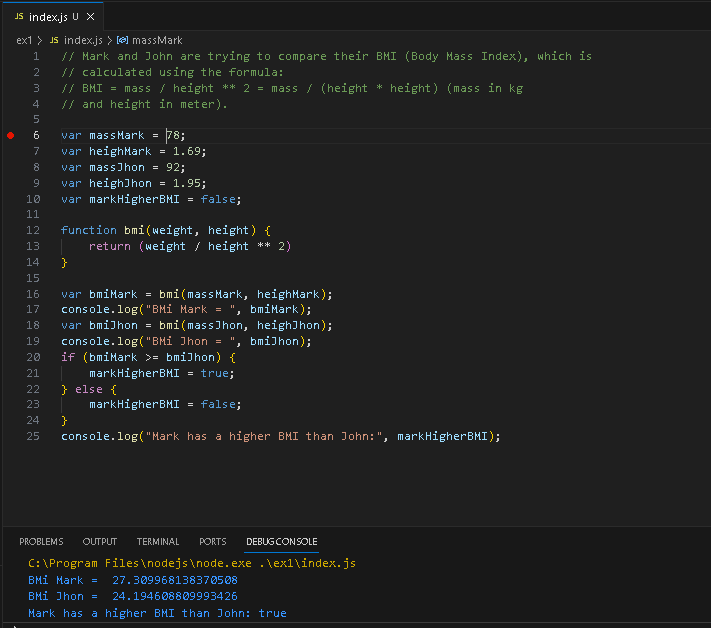 JS index.js U ×
ex1 > JS index.js > massMark
1 // Mark and John are trying to compare their BMI (Body Mass Index), which is
2 // calculated using the formula:
3 // BMI = mass / height ** 2 = mass / (height * height) (mass in kg
4 // and height in meter).
5
6 var massMark = 78;
7 var heighMark = 1.69;
8 var massJhon = 92;
9 var heighJhon = 1.95;
10 var markHigherBMI = false;
11
12 function bmi(weight, height) {
13     return (weight / height ** 2)
14 }
15
16 var bmiMark = bmi(massMark, heighMark);
17 console.log("BMi Mark = ", bmiMark);
18 var bmiJhon = bmi(massJhon, heighJhon);
19 console.log("BMi Jhon = ", bmiJhon);
20 if (bmiMark >= bmiJhon) {
21     markHigherBMI = true;
22 } else {
23     markHigherBMI = false;
24 }
25 console.log("Mark has a higher BMI than John:", markHigherBMI);
PROBLEMS OUTPUT TERMINAL PORTS DEBUG CONSOLE
C:\Program Files\nodejs\node.exe .\ex1\index.js
BMi Mark =  27.309968138370508
BMi Jhon =  24.194608809993426
Mark has a higher BMI than John: true